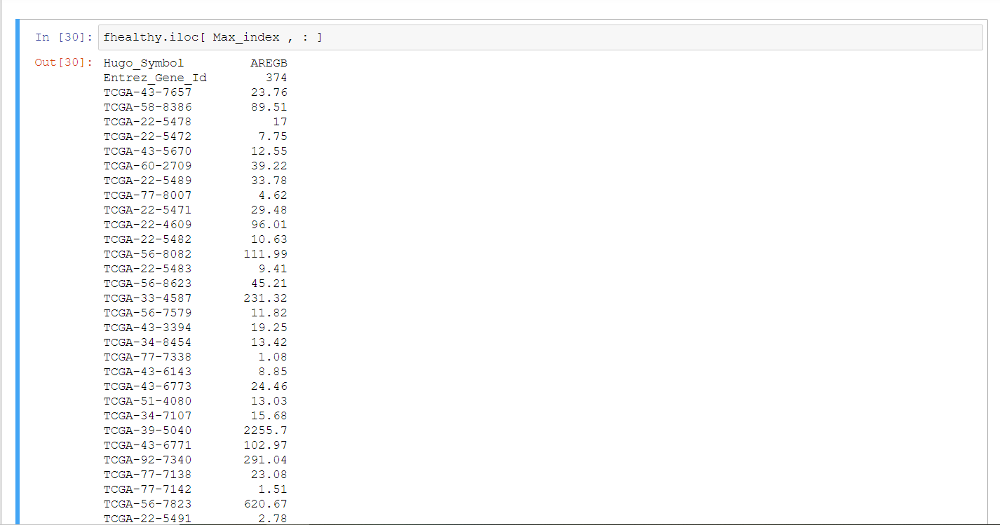 In [30]: fhealthy.iloc[ Max_index , : ]
Out[30]: Hugo_Symbol AREGB
Entrez_Gene_Id 374
TCGA-43-7657 23.76
TCGA-58-8386 89.51
TCGA-22-5478 17
TCGA-22-5472 7.75
TCGA-43-5670 12.55
TCGA-60-2709 39.22
TCGA-22-5489 33.78
TCGA-77-8007 4.62
TCGA-22-5471 29.48
TCGA-22-4609 96.01
TCGA-22-5482 10.63
TCGA-56-8082 111.99
TCGA-22-5483 9.41
TCGA-56-8623 45.21
TCGA-33-4587 231.32
TCGA-56-7579 11.82
TCGA-43-3394 19.25
TCGA-34-8454 13.42
TCGA-77-7338 1.08
TCGA-43-6143 8.85
TCGA-43-6773 24.46
TCGA-51-4080 13.03
TCGA-34-7107 15.68
TCGA-39-5040 2255.7
TCGA-43-6771 102.97
TCGA-92-7340 291.04
TCGA-77-7138 23.08
TCGA-77-7142 1.51
TCGA-56-7823 620.67
TCGA-22-5491 2.78